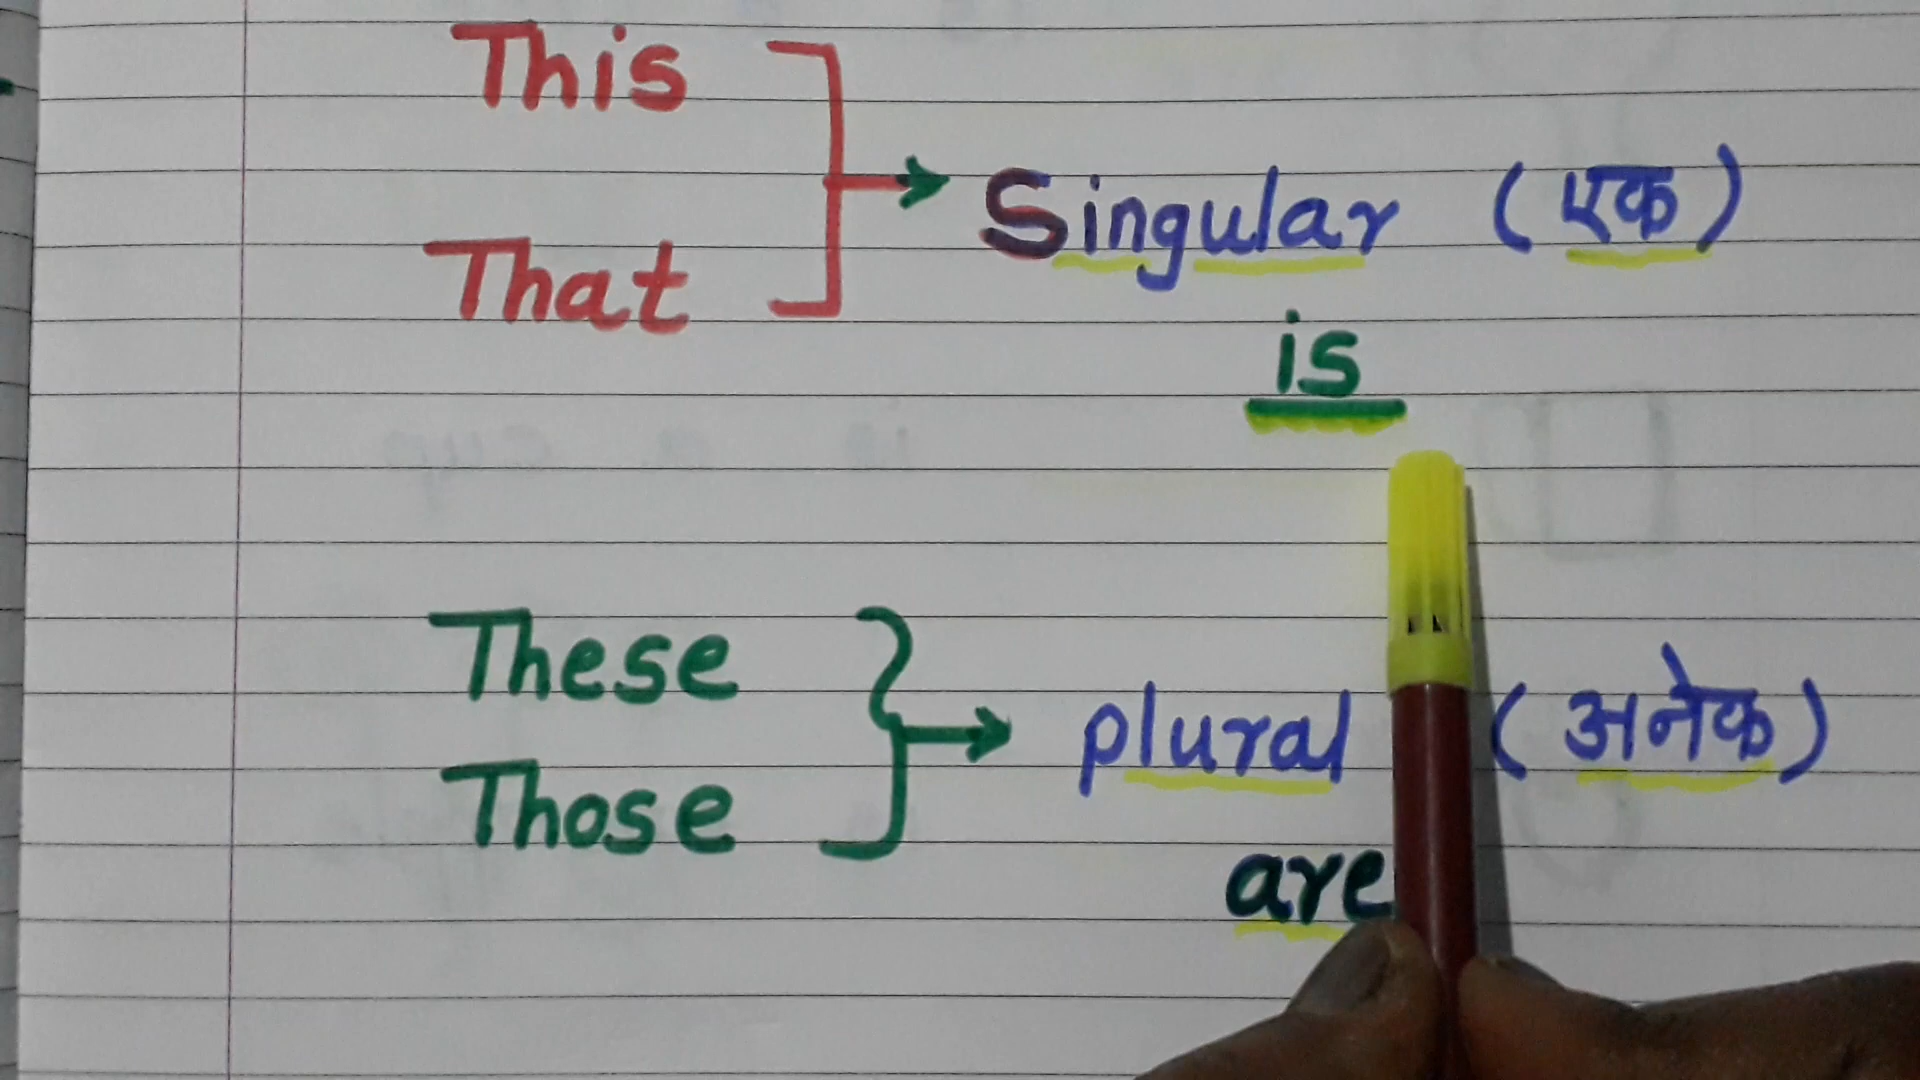 This
That
Singular (एक)
is
These
Those
plural (अनेक)
are